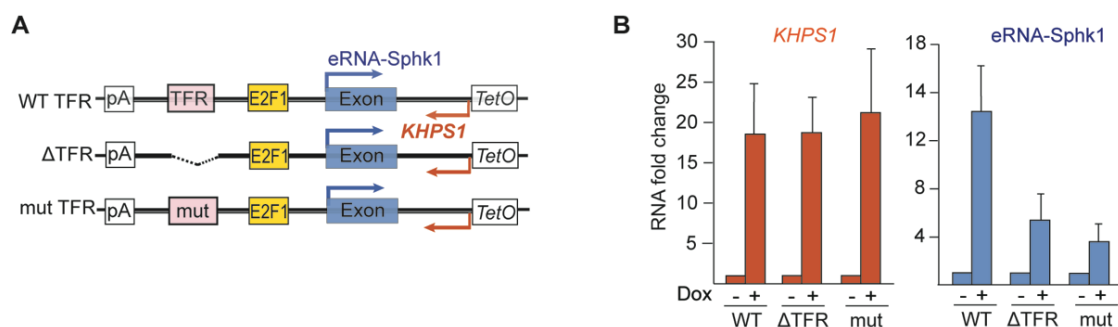 A
eRNA-Sphk1
WT TFR pA TFR E2F1 Exon TetO
KHPS1
ΔTFR pA E2F1 Exon TetO
mut TFR pA mut E2F1 Exon TetO
B
KHPS1
RNA fold change
30
25
20
15
10
5
Dox - + - + - +
WT ΔTFR mut
eRNA-Sphk1
18
16
12
8
4
- + - + - +
WT ΔTFR mut